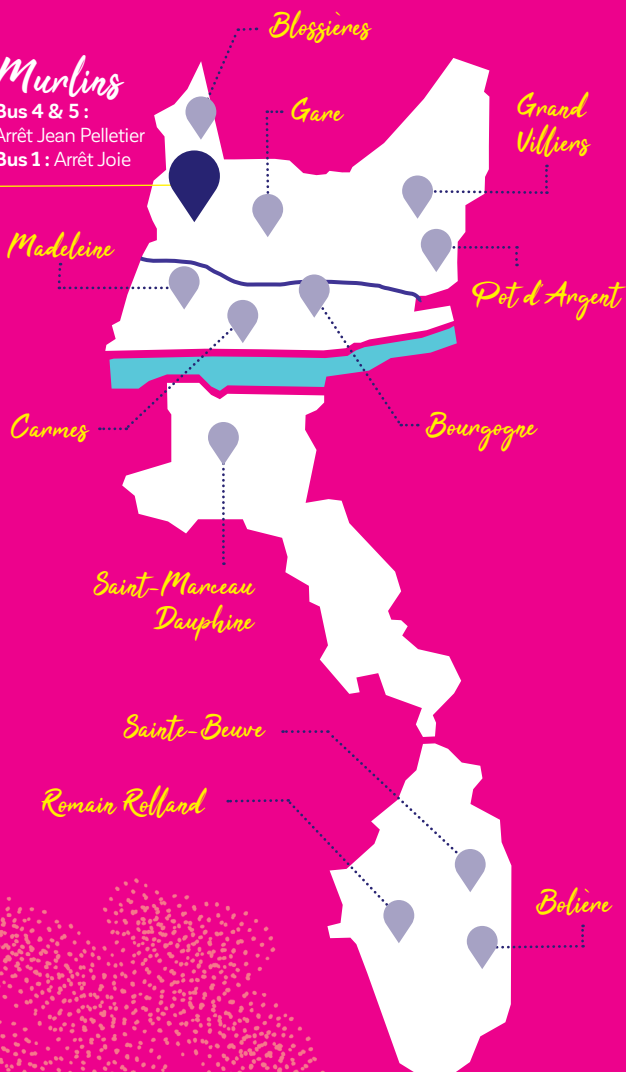 Blossières
Murlins
Bus 4 & 5 :
Arrêt Jean Pelletier
Bus 1 : Arrêt Joie
Gare
Grand
Villiers
Madeleine
Pot d'Argent
Carmes
Bourgogne
Saint-Marceau
Dauphine
Sainte-Beuve
Romain Rolland
Bolière